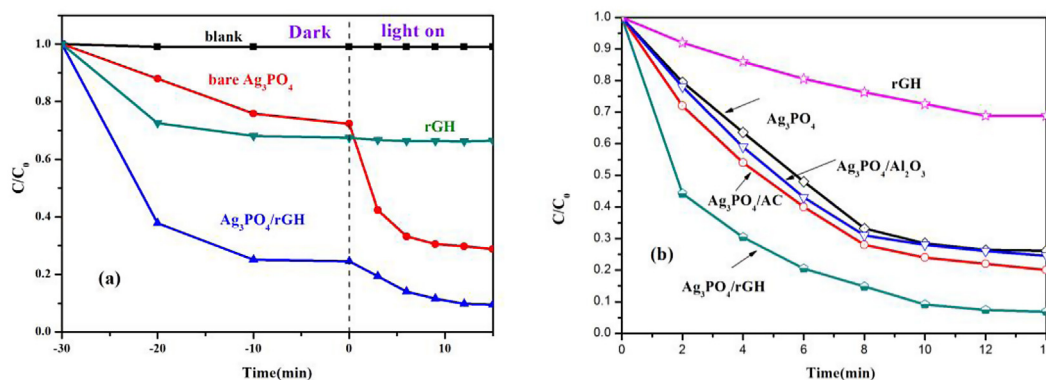 Dark light on
blank
bare Ag₃PO₄
rGH
Ag₃PO₄/rGH
(a)
C/C₀
1.0
0.8
0.6
0.4
0.2
0.0
-30 -20 -10 0 10
Time(min)
rGH
Ag₃PO₄
Ag₃PO₄/Al₂O₃
Ag₃PO₄/AC
Ag₃PO₄/rGH
(b)
C/C₀
1.0
0.9
0.8
0.7
0.6
0.5
0.4
0.3
0.2
0.1
0.0
0 2 4 6 8 10 12 14
Time(min)